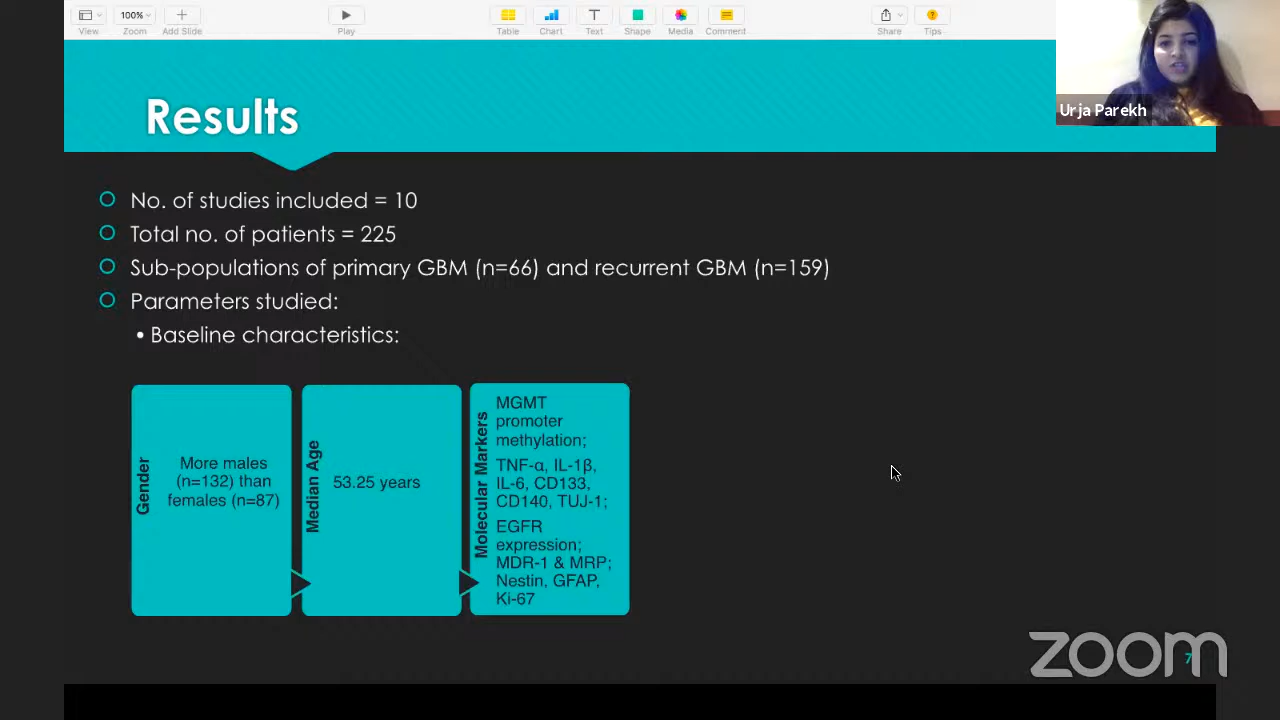 View
100%
Zoom
Add Slide
Play
Table
Chart
Text
Shape
Media
Comment
Share
Tips
Urja Parekh
Results
No. of studies included = 10
Total no. of patients = 225
Sub-populations of primary GBM (n=66) and recurrent GBM (n=159)
Parameters studied:
• Baseline characteristics:
Gender
More males
(n=132) than
females (n=87)
Median Age
53.25 years
Molecular Markers
MGMT
promoter
methylation;
TNF-α, IL-1β,
IL-6, CD133,
CD140, TUJ-1;
EGFR
expression;
MDR-1 & MRP;
Nestin, GFAP,
Ki-67
zoom
7